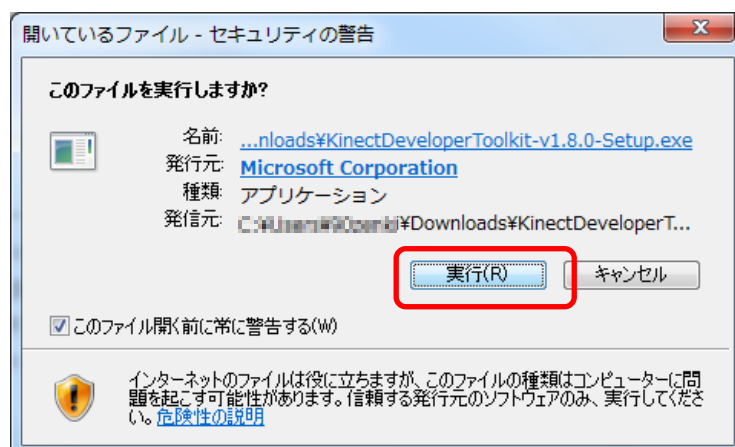 開いているファイル - セキュリティの警告
このファイルを実行しますか?
名前: ...nloads¥KinectDeveloperToolkit-v1.8.0-Setup.exe
発行元: Microsoft Corporation
種類: アプリケーション
発信元: ¥Downloads¥KinectDeveloperT...
実行(R) キャンセル
このファイル開く前に常に警告する(W)
インターネットのファイルは役に立ちますが、このファイルの種類はコンピューターに問
題を起こす可能性があります。信頼する発行元のソフトウェアのみ、実行してくださ
い。危険性の説明